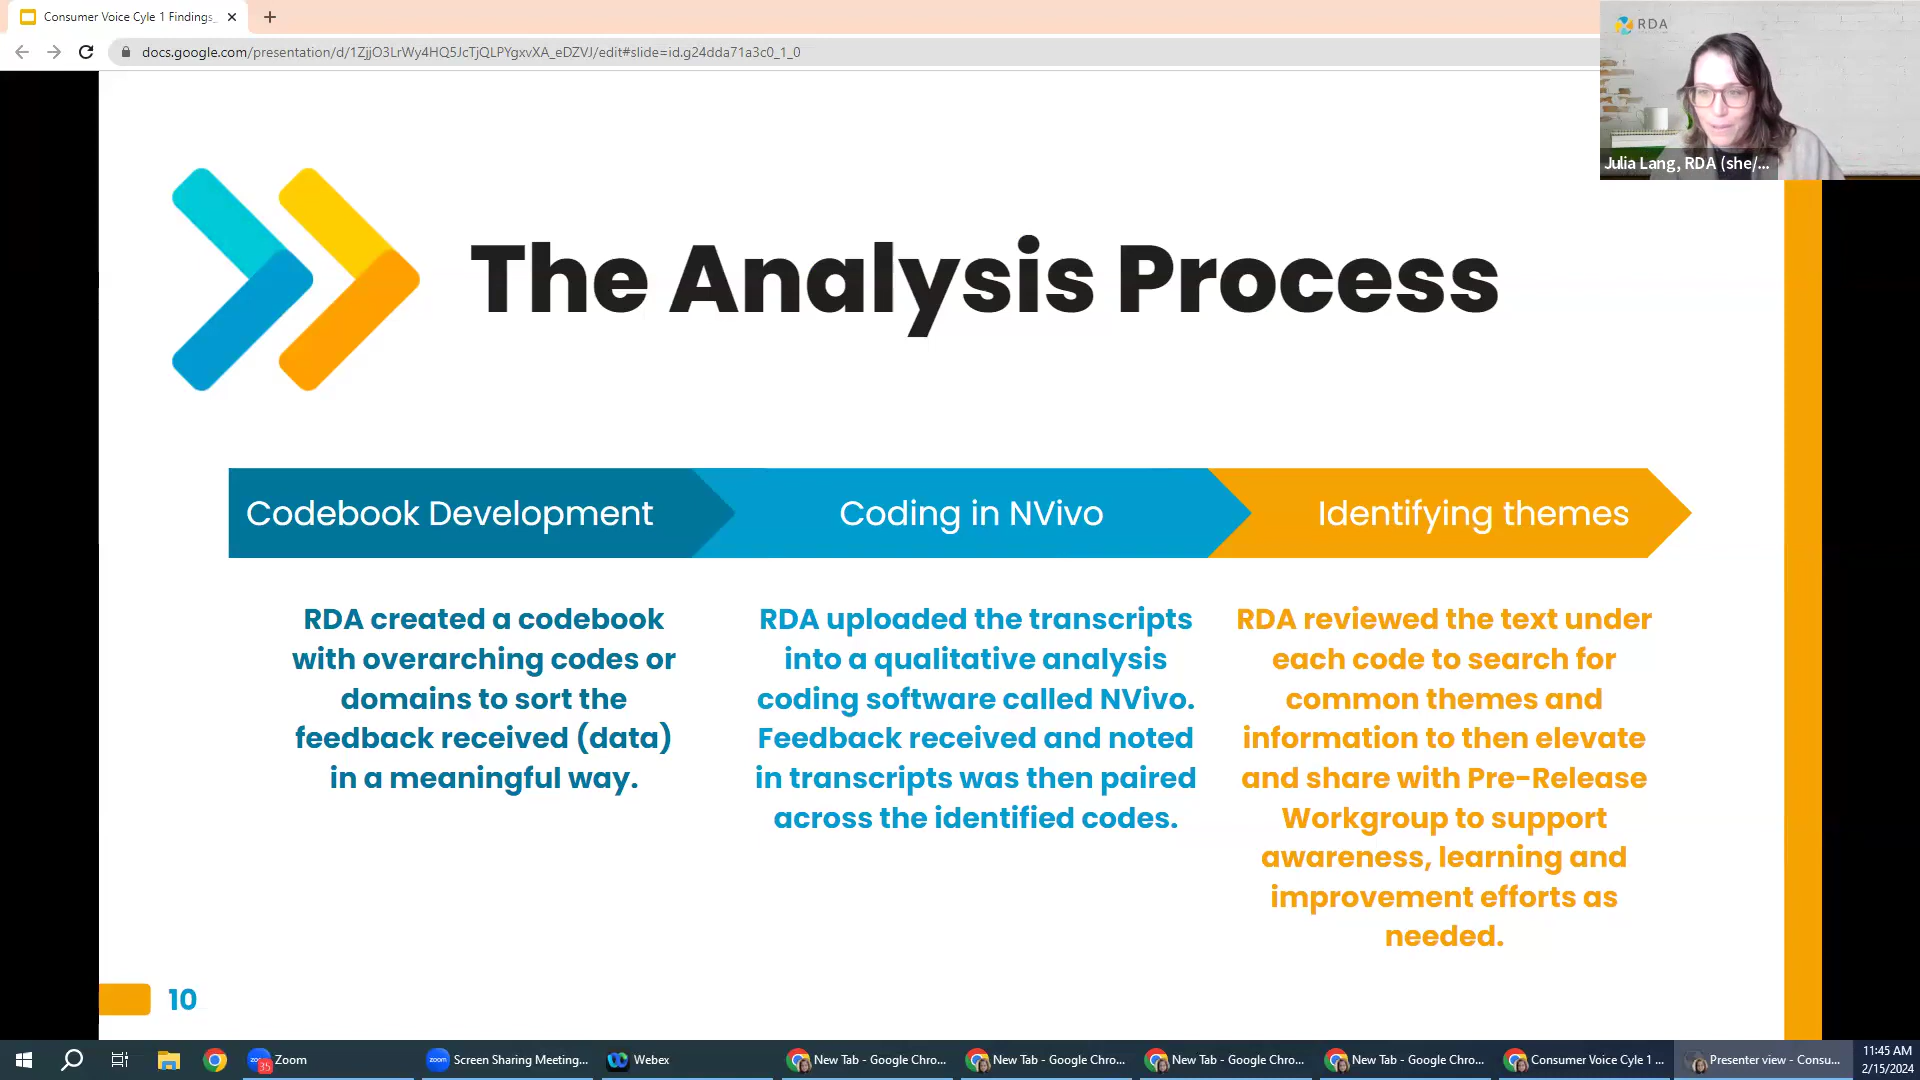 Consumer Voice Cyle 1 Findings_
docs.google.com/presentation/d/1ZjjO3LrWy4HQ5JcTjQLPYgxvXA_eDZVJ/edit#slide=id.g24dda71a3c0_1_0
RDA
Julia Lang, RDA (she/...
The Analysis Process
Codebook Development
Coding in NVivo
Identifying themes
RDA created a codebook
with overarching codes or
domains to sort the
feedback received (data)
in a meaningful way.
RDA uploaded the transcripts
into a qualitative analysis
coding software called NVivo.
Feedback received and noted
in transcripts was then paired
across the identified codes.
RDA reviewed the text under
each code to search for
common themes and
information to then elevate
and share with Pre-Release
Workgroup to support
awareness, learning and
improvement efforts as
needed.
10
zoom
35
Zoom
zoom
Screen Sharing Meeting...
Webex
New Tab - Google Chro...
New Tab - Google Chro...
New Tab - Google Chro...
New Tab - Google Chro...
Consumer Voice Cyle 1 ...
Presenter view - Consu...
11:45 AM
2/15/2024